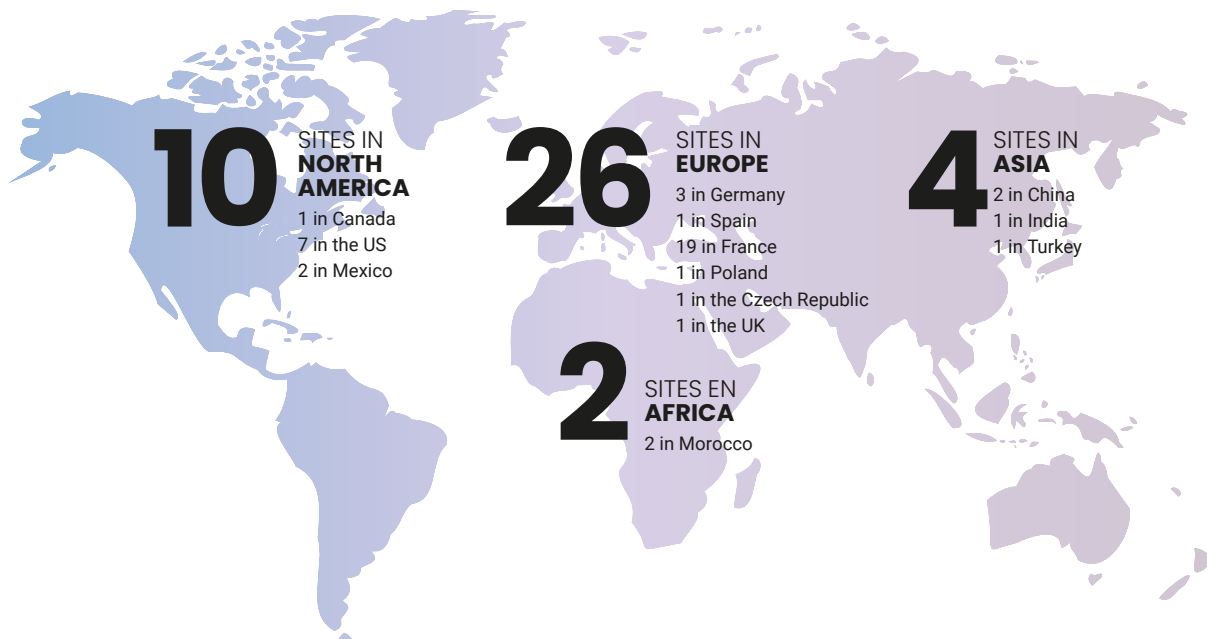 10
SITES IN
NORTH
AMERICA
1 in Canada
7 in the US
2 in Mexico
26
SITES IN
EUROPE
3 in Germany
1 in Spain
19 in France
1 in Poland
1 in the Czech Republic
1 in the UK
4
SITES IN
ASIA
2 in China
1 in India
1 in Turkey
2
SITES EN
AFRICA
2 in Morocco